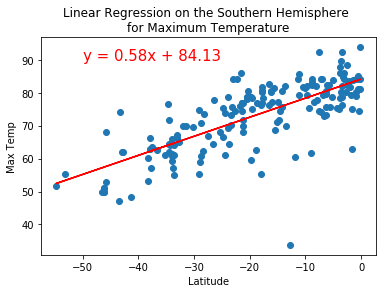 Linear Regression on the Southern Hemisphere
for Maximum Temperature
y = 0.58x + 84.13
90
80
70
60
50
40
Max Temp
−50
−40
−30
−20
−10
0
Latitude